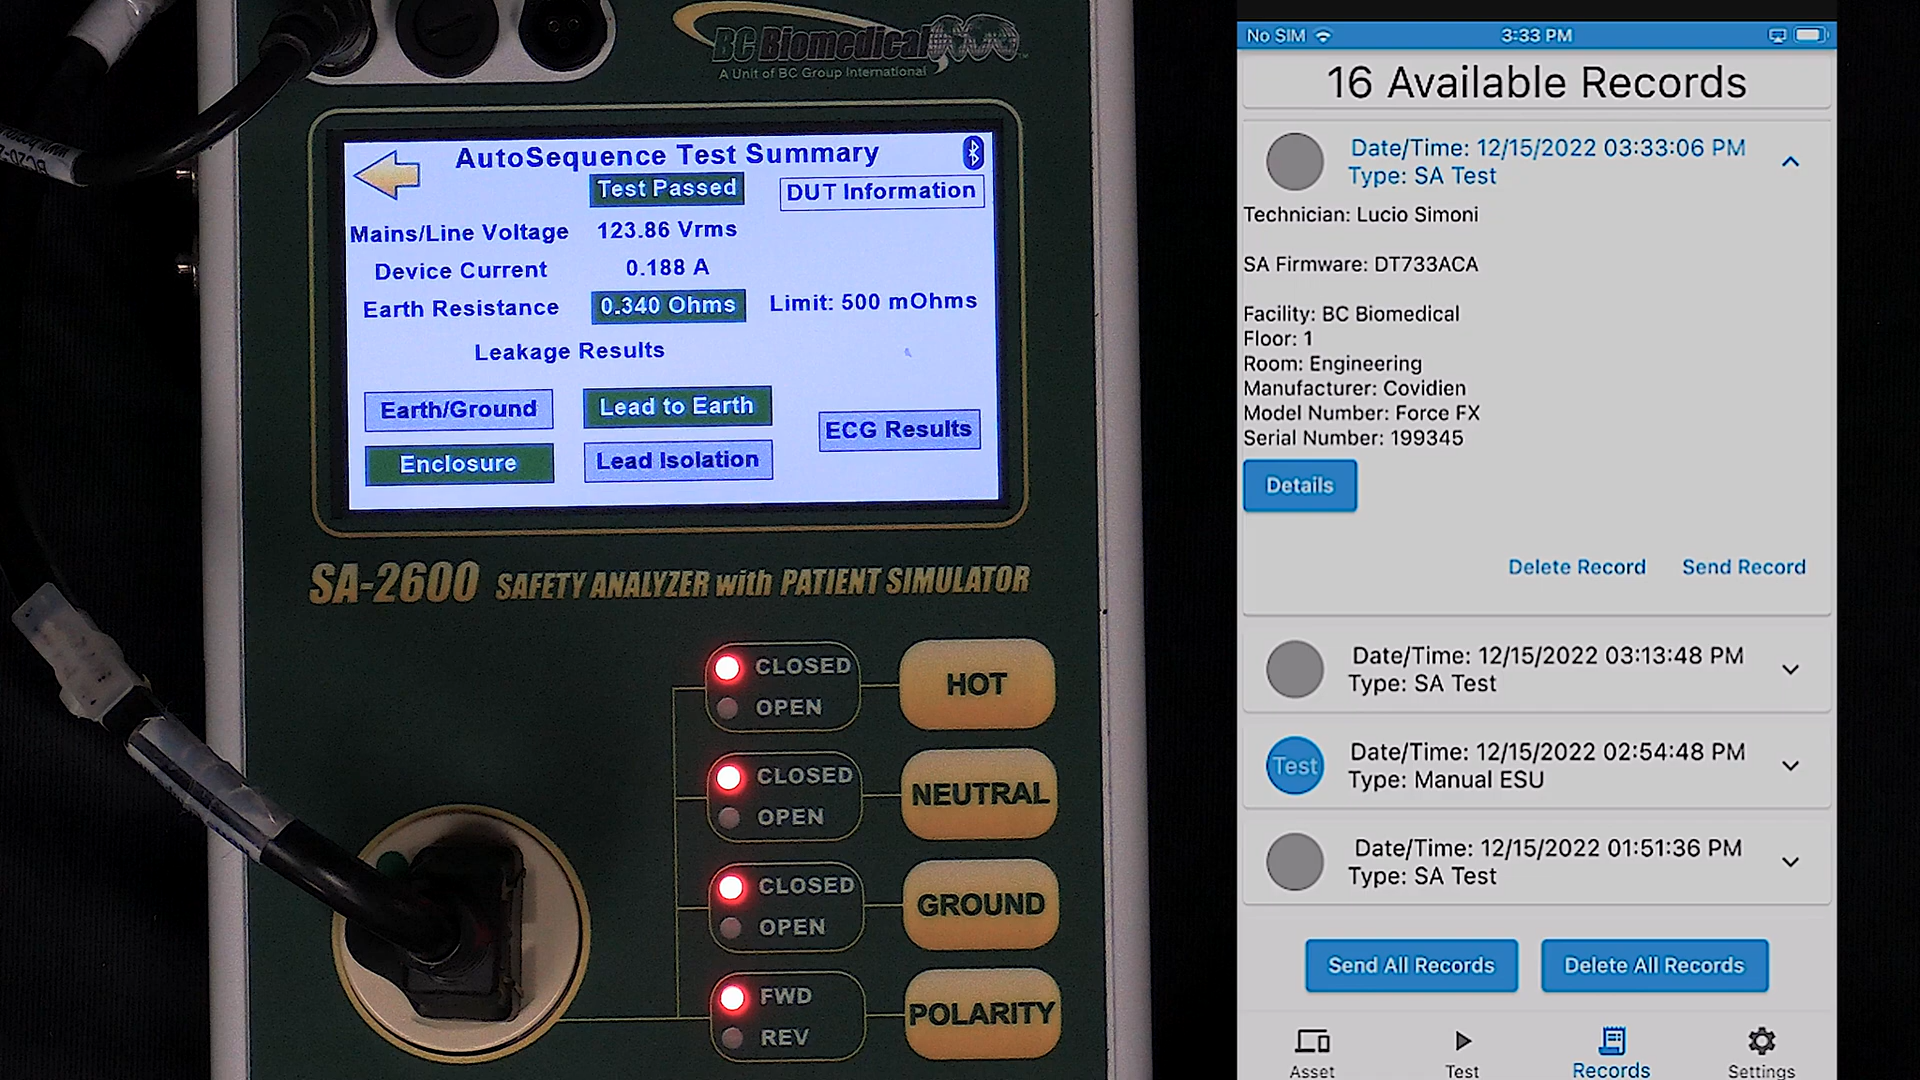 BC Biomedical
A Unit of BC Group International
AutoSequence Test Summary
Test Passed
DUT Information
Mains/Line Voltage 123.86 Vrms
Device Current 0.188 A
Earth Resistance 0.340 Ohms Limit: 500 mOhms
Leakage Results
Earth/Ground
Lead to Earth
ECG Results
Enclosure
Lead Isolation
SA-2600 SAFETY ANALYZER with PATIENT SIMULATOR
CLOSED
OPEN
HOT
CLOSED
OPEN
NEUTRAL
CLOSED
OPEN
GROUND
FWD
REV
POLARITY
No SIM 3:33 PM
16 Available Records
Date/Time: 12/15/2022 03:33:06 PM
Type: SA Test
Technician: Lucio Simoni
SA Firmware: DT733ACA
Facility: BC Biomedical
Floor: 1
Room: Engineering
Manufacturer: Covidien
Model Number: Force FX
Serial Number: 199345
Details
Delete Record Send Record
Date/Time: 12/15/2022 03:13:48 PM
Type: SA Test
Test
Date/Time: 12/15/2022 02:54:48 PM
Type: Manual ESU
Date/Time: 12/15/2022 01:51:36 PM
Type: SA Test
Send All Records Delete All Records
Asset Test Records Settings